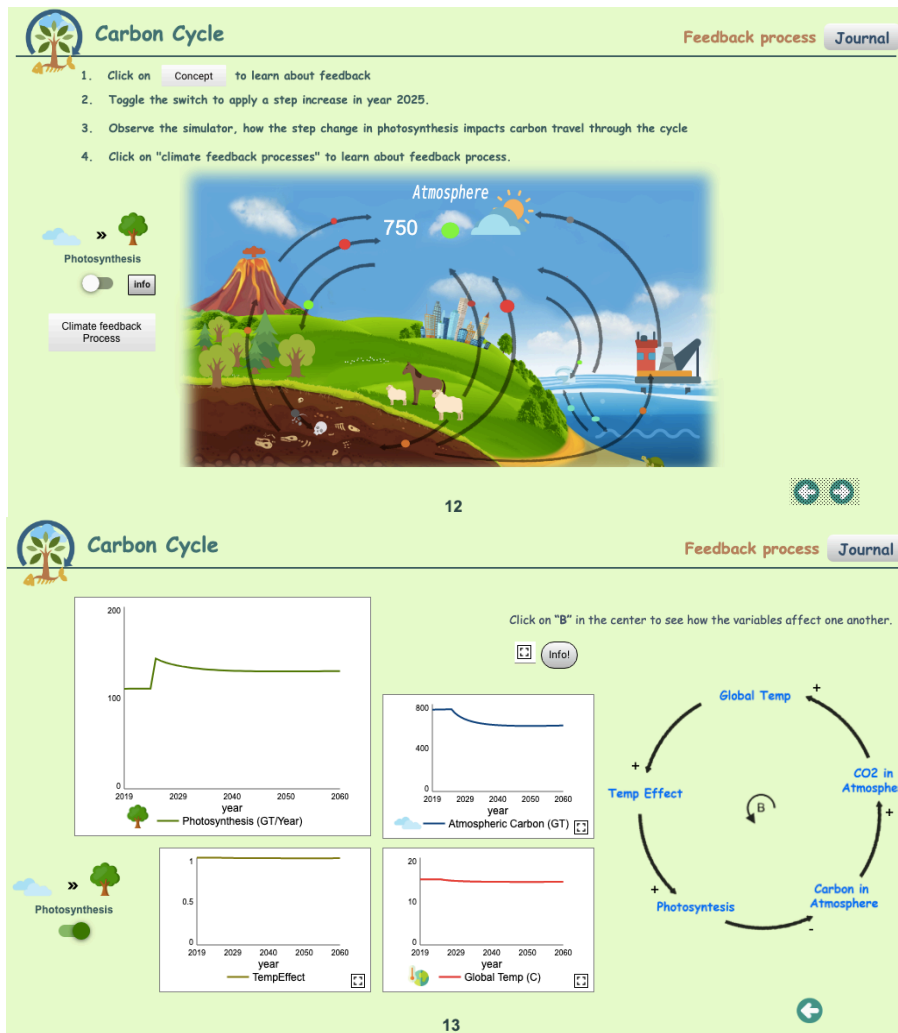 Carbon Cycle
Feedback process
Journal
1. Click on Concept to learn about feedback
2. Toggle the switch to apply a step increase in year 2025.
3. Observe the simulator, how the step change in photosynthesis impacts carbon travel through the cycle
4. Click on "climate feedback processes" to learn about feedback process.
Atmosphere
750
»
Photosynthesis
info
Climate feedback
Process
12
Carbon Cycle
Feedback process
Journal
Click on “B” in the center to see how the variables affect one another.
Info!
200
100
0
2019 2029 2040 2050 2060
year
Photosynthesis (GT/Year)
800
400
0
2019 2029 2040 2050 2060
year
Atmospheric Carbon (GT)
»
Photosynthesis
1
0.5
0
2019 2029 2040 2050 2060
year
TempEffect
20
10
0
2019 2029 2040 2050 2060
year
Global Temp (C)
Global Temp
+
+
Temp Effect
CO2 in
Atmosphe
B
+
+
Photosyntesis
Carbon in
Atmosphere
-
13